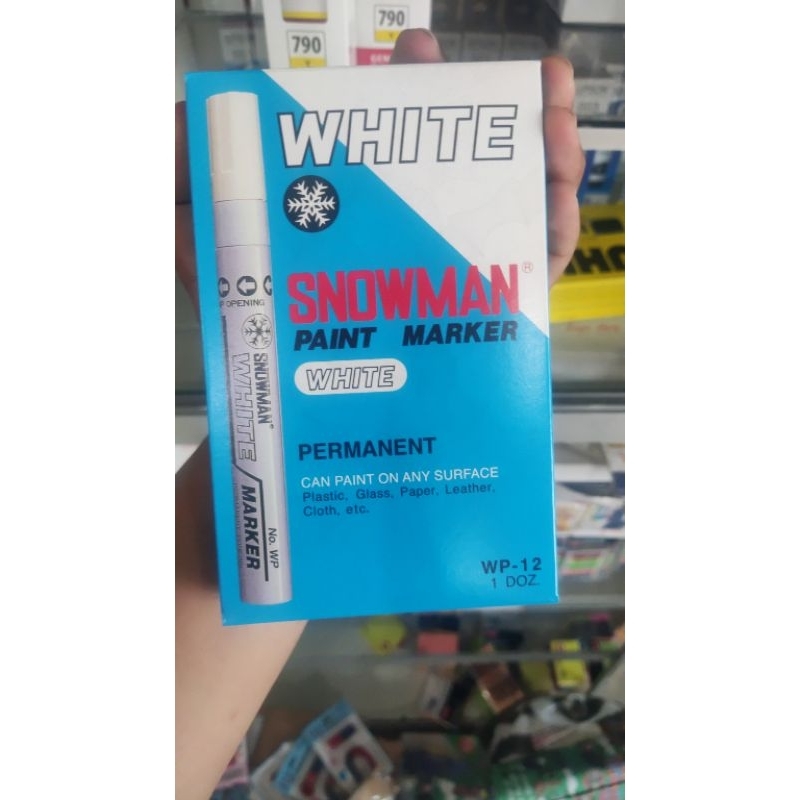 790
790
WHITE
SNOWMAN®
PAINT MARKER
WHITE
PERMANENT
CAN PAINT ON ANY SURFACE
Plastic, Glass, Paper, Leather,
Cloth, etc.
WP-12
1 DOZ.
OPENING
SNOWMAN®
WHITE
MARKER
No. WP